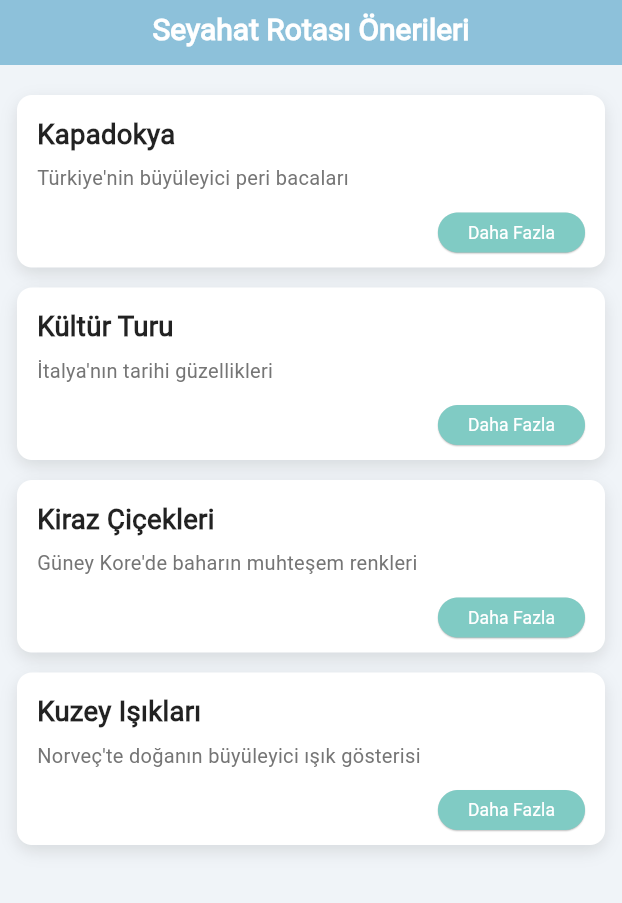 Seyahat Rotası Önerileri
Kapadokya
Türkiye'nin büyüleyici peri bacaları
Daha Fazla
Kültür Turu
İtalya'nın tarihi güzellikleri
Daha Fazla
Kiraz Çiçekleri
Güney Kore'de baharın muhteşem renkleri
Daha Fazla
Kuzey Işıkları
Norveç'te doğanın büyüleyici ışık gösterisi
Daha Fazla